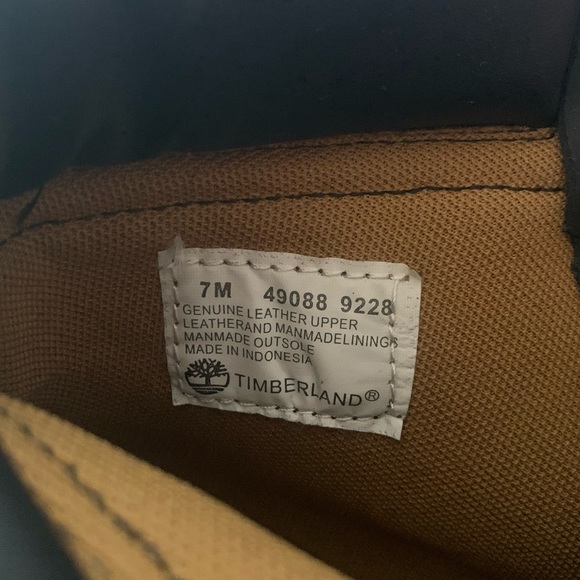 7M 49088 9228
GENUINE LEATHER UPPER
LEATHERAND MANMADELININGS
MANMADE OUTSOLE
MADE IN INDONESIA
TIMBERLAND®